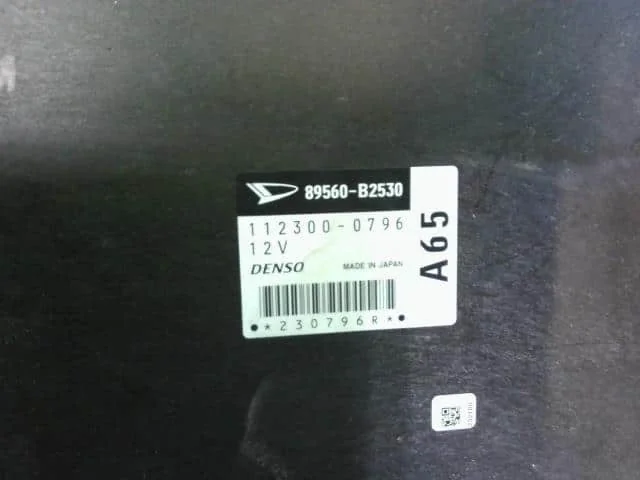 89560-B2530
112300-0796
12V
DENSO MADE IN JAPAN
*230796R*
A65